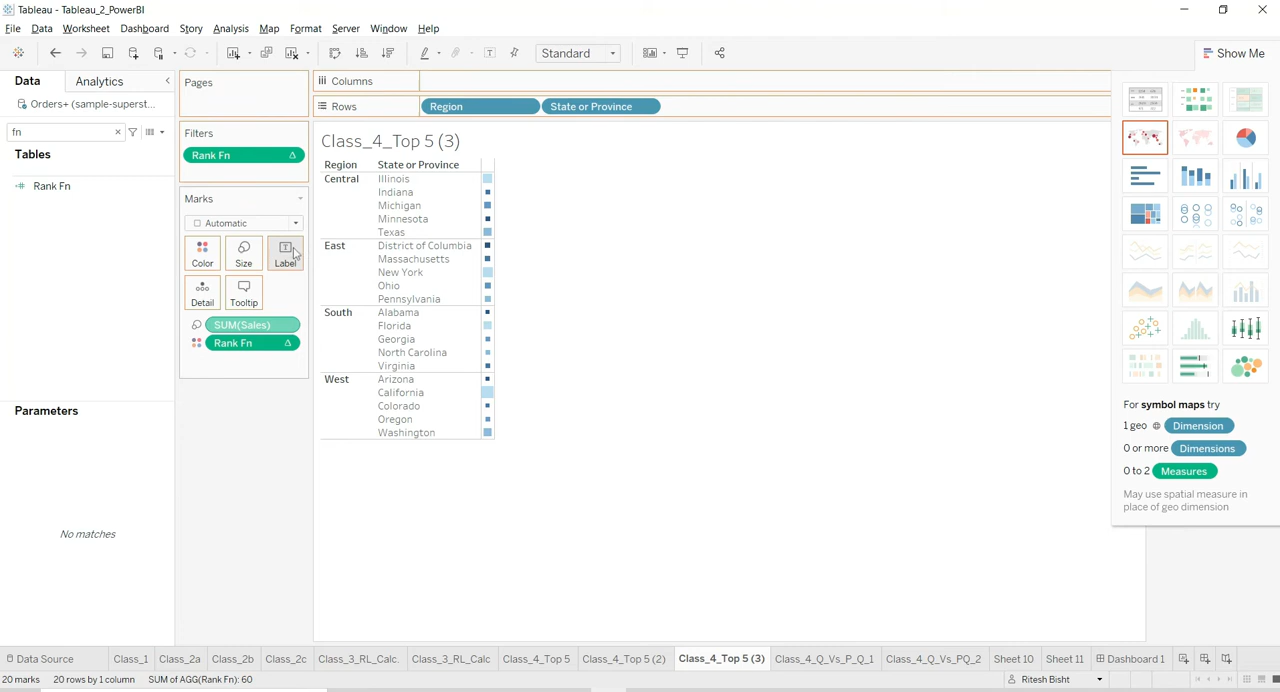 Tableau - Tableau_2_PowerBI
File Data Worksheet Dashboard Story Analysis Map Format Server Window Help
Standard
Show Me
Data Analytics
Pages
Columns
Orders+ (sample-superst...
Rows Region State or Province
fn
Filters
Class_4_Top 5 (3)
Tables
Rank Fn
Region State or Province
Central Illinois
Rank Fn
Indiana
Marks
Michigan
Automatic
Minnesota
Texas
East District of Columbia
Color Size Label
Massachusetts
New York
Ohio
Detail Tooltip
Pennsylvania
South Alabama
SUM(Sales)
Florida
Rank Fn
Georgia
North Carolina
Virginia
West Arizona
California
Colorado
Oregon
Washington
For symbol maps try
Parameters
1 geo Dimension
0 or more Dimensions
0 to 2 Measures
May use spatial measure in
place of geo dimension
No matches
Data Source Class_1 Class_2a Class_2b Class_2c Class_3_RL_Calc. Class_3_RL_Calc Class_4_Top 5 Class_4_Top 5 (2) Class_4_Top 5 (3) Class_4_Q_Vs_P_Q_1 Class_4_Q_Vs_PQ_2 Sheet 10 Sheet 11 Dashboard 1
20 marks 20 rows by 1 column SUM of AGG(Rank Fn): 60 Ritesh Bisht